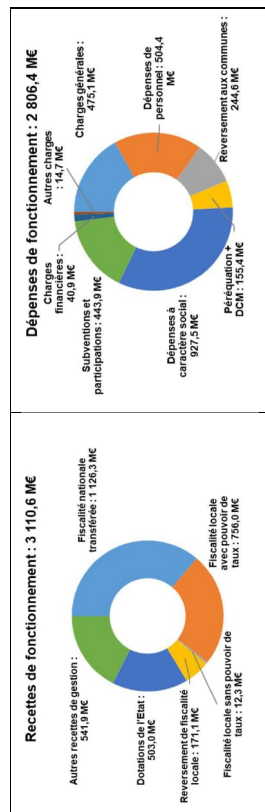 Recettes de fonctionnement : 3 110,6 M€
Autres recettes de gestion :
541,9 M€
Fiscalité nationale
transférée : 1 126,3 M€
Dotations de l'Etat :
503,0 M€
Reversement de fiscalité
locale : 171,1 M€
Fiscalité locale sans pouvoir de
taux : 12,3 M€
Fiscalité locale
avec pouvoir de
taux : 756,0 M€
Dépenses de fonctionnement : 2 806,4 M€
Autres charges
: 14,7 M€
Charges générales :
475,1 M€
Charges
financières :
40,9 M€
Subventions et
participations : 443,9 M€
Dépenses de
personnel : 504,4
M€
Dépenses à
caractère social :
927,5 M€
Reversement aux communes :
244,6 M€
Péréquation +
DCM : 155,4 M€